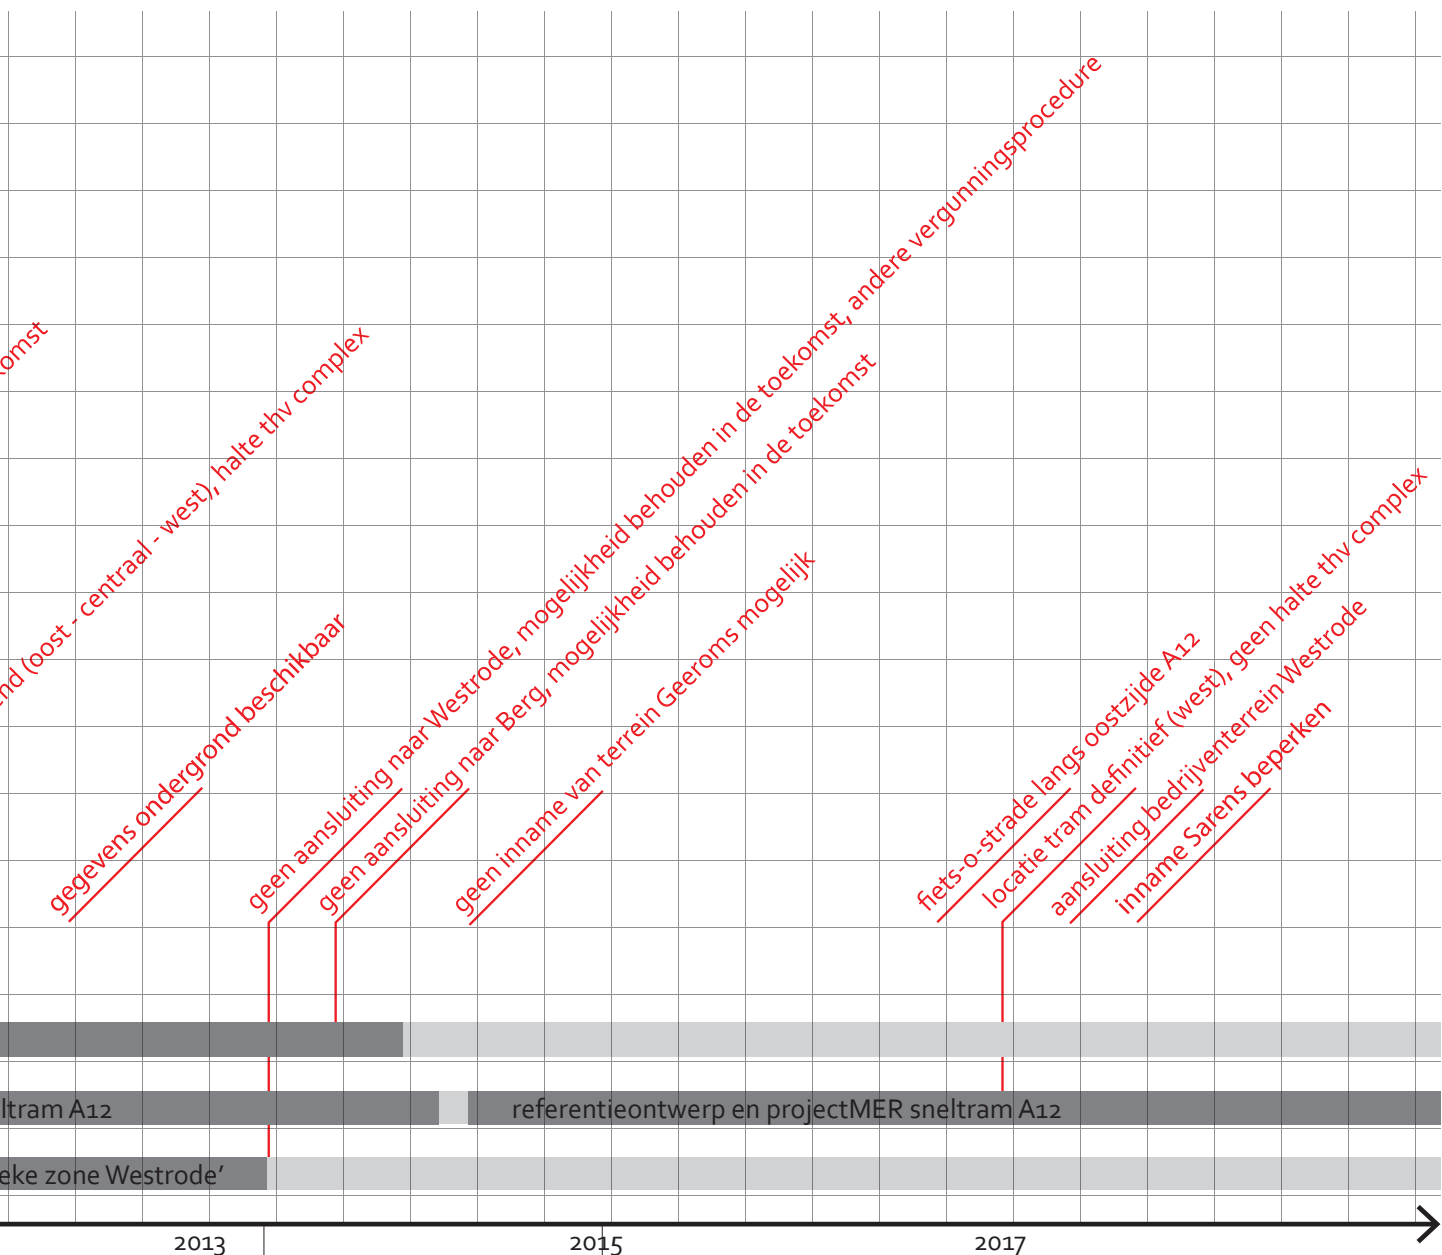 komst
end (oost - centraal - west), halte thv complex
gegevens ondergrond beschikbaar
geen aansluiting naar Westrode, mogelijkheid behouden in de toekomst, andere vergunningsprocedure
geen aansluiting naar Berg, mogelijkheid behouden in de toekomst
geen inname van terrein Geeroms mogelijk
fiets-o-strade langs oostzijde A12
locatie tram definitief (west), geen halte thv complex
aansluiting bedrijventerrein Westrode
inname Sarens beperken
ltram A12
referentieontwerp en projectMER sneltram A12
eke zone Westrode’
2013
2015
2017